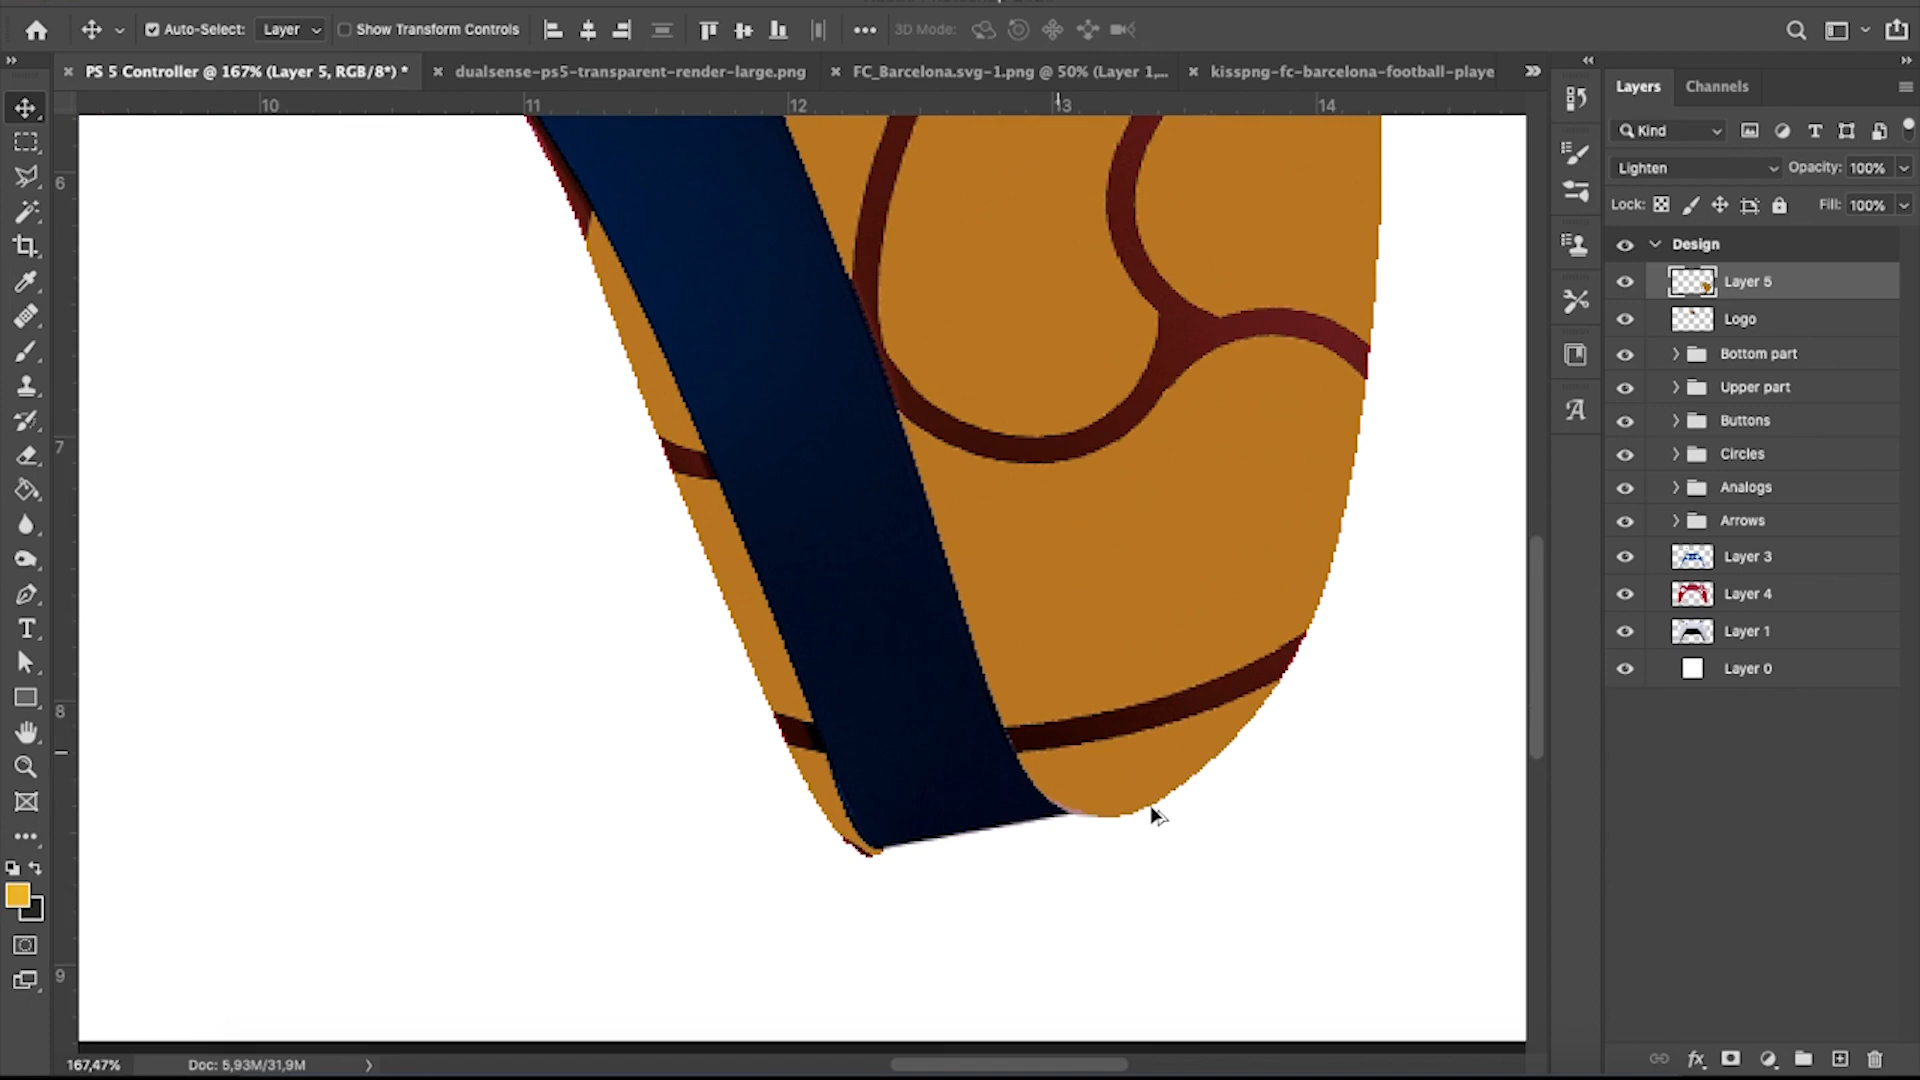 Auto-Select: Layer Show Transform Controls ••• 3D Mode:
PS 5 Controller @ 167% (Layer 5, RGB/8*) * dualsense-ps5-transparent-render-large.png FC_Barcelona.svg-1.png @ 50% (Layer 1,... kisspng-fc-barcelona-football-playe
10 11 12 13 14
6
7
8
9
Layers Channels
Kind
Lighten Opacity: 100%
Lock: Fill: 100%
Design
Layer 5
Logo
Bottom part
Upper part
Buttons
Circles
Analogs
Arrows
Layer 3
Layer 4
Layer 1
Layer 0
167,47% Doc: 5,93M/31,9M